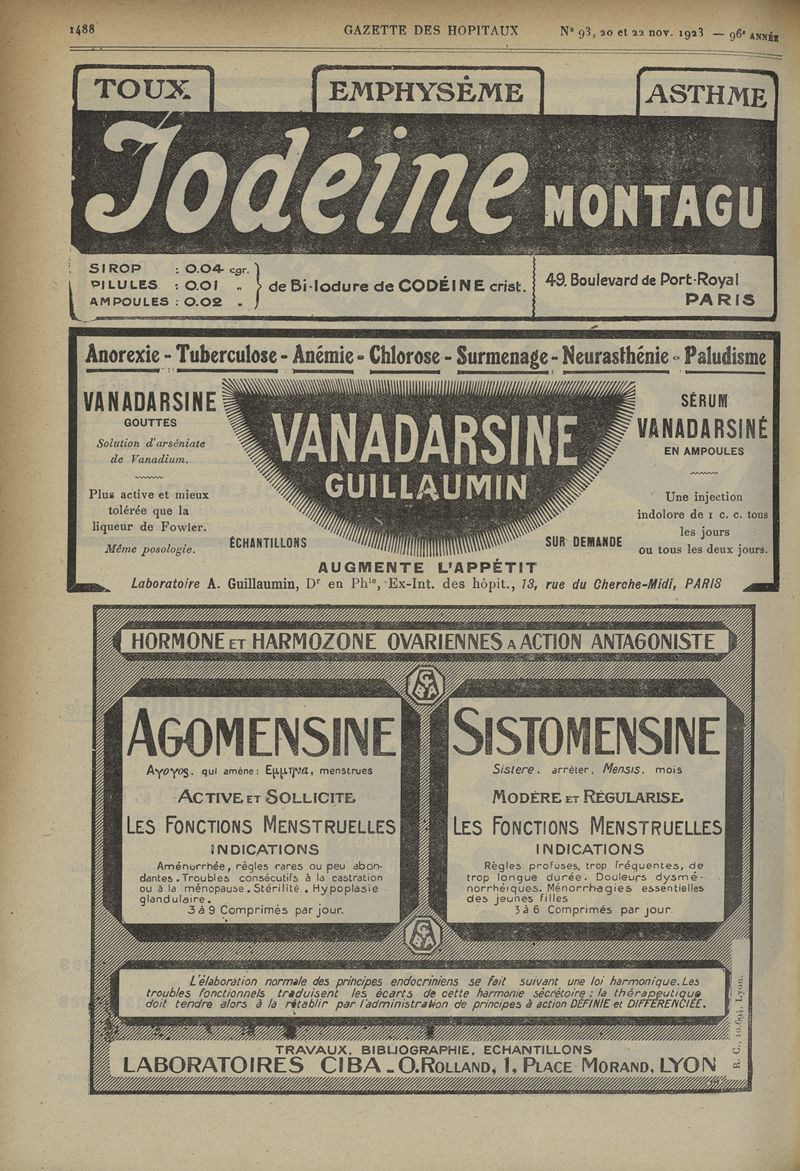 1488 GAZETTE DES HOPITAUX N° 93, 20 et 22 nov. 1923 — 96e ANNÉE
TOUX EMPHYSÈME ASTHME
Iodéine MONTAGU
SIROP : 0.04 cgr.
PILULES : 0.01 „
AMPOULES : 0.02 „
de Bi-Iodure de CODÉINE crist.
49. Boulevard de Port-Royal
PARIS
Anorexie - Tuberculose - Anémie - Chlorose - Surmenage - Neurasthénie - Paludisme
VANADARSINE
GOUTTES
Solution d'arséniate
de Vanadium.
Plus active et mieux
tolérée que la
liqueur de Fowler.
Même posologie.
VANADARSINE
GUILLAUMIN
ÉCHANTILLONS SUR DEMANDE
SÉRUM
VANADARSINÉ
EN AMPOULES
Une injection
indolore de 1 c. c. tous
les jours
ou tous les deux jours.
AUGMENTE L'APPÉTIT
Laboratoire A. Guillaumin, Dr en Phie, Ex-Int. des hôpit., 13, rue du Cherche-Midi, PARIS
HORMONE ET HARMOZONE OVARIENNES A ACTION ANTAGONISTE
CIBA
AGOMENSINE
Αγογος, qui amène: Εμμηνα, menstrues
ACTIVE ET SOLLICITE
LES FONCTIONS MENSTRUELLES
INDICATIONS
Aménorrhée, règles rares ou peu abon-
dantes. Troubles consécutifs à la castration
ou à la ménopause. Stérilité. Hypoplasie
glandulaire.
3 à 9 Comprimés par jour.
SISTOMENSINE
Sistere, arrêter, Mensis, mois
MODÈRE ET RÉGULARISE
LES FONCTIONS MENSTRUELLES
INDICATIONS
Règles profuses, trop fréquentes, de
trop longue durée. Douleurs dysmé-
norrhéiques. Ménorrhagies essentielles
des jeunes filles
3 à 6 Comprimés par jour.
CIBA
L'élaboration normale des principes endocriniens se fait suivant une loi harmonique. Les
troubles fonctionnels traduisent les écarts de cette harmonie sécrétoire ; la thérapeutique
doit tendre alors à la rétablir par l'administration de principes à action DÉFINIE et DIFFÉRENCIÉE.
TRAVAUX, BIBLIOGRAPHIE, ECHANTILLONS
LABORATOIRES CIBA - O. ROLLAND, 1, PLACE MORAND, LYON
R. C., 10.694, Lyon.